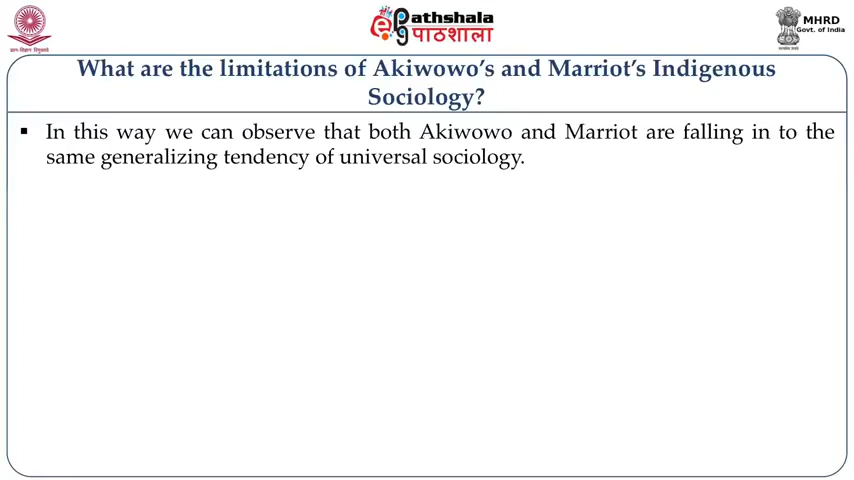 ePathshala
पाठशाला
MHRD
Govt. of India
What are the limitations of Akiwowo's and Marriot's Indigenous
Sociology?
▪ In this way we can observe that both Akiwowo and Marriot are falling in to the
same generalizing tendency of universal sociology.